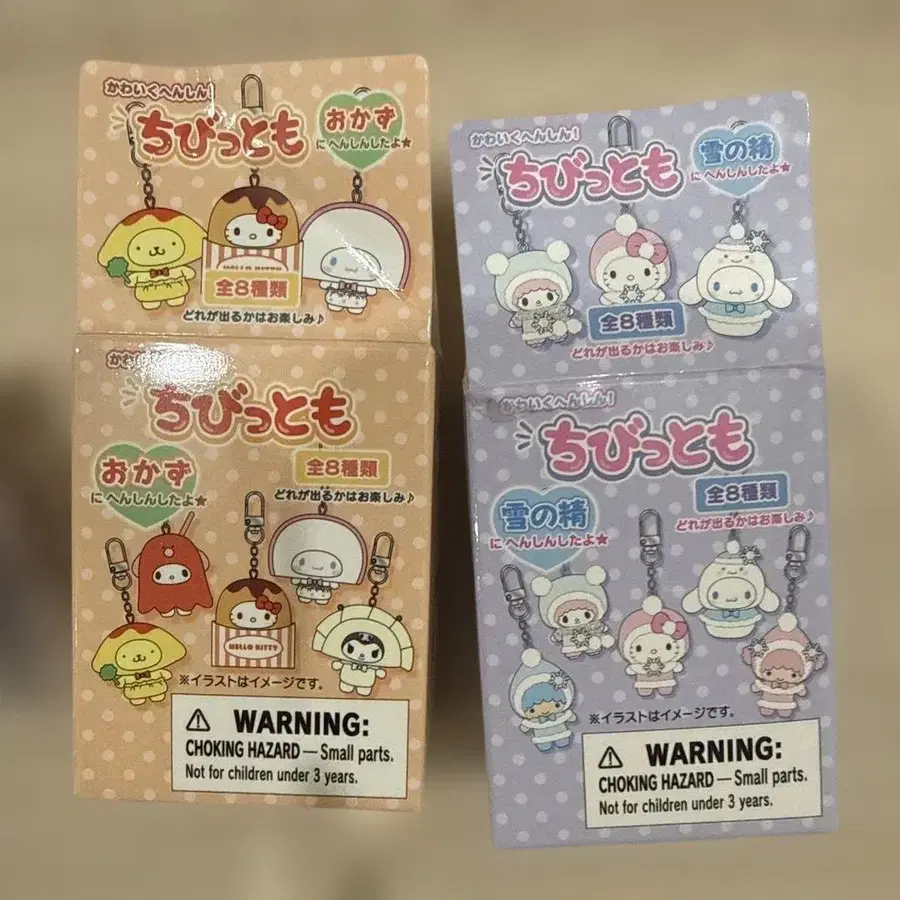 かわいくへんしん!
ちびっとも
おかず
にへんしんしたよ★
HELLO KITTY
全8種類
どれが出るかはお楽しみ♪
かわいくへんしん!
ちびっとも
おかず
にへんしんしたよ★
全8種類
どれが出るかはお楽しみ♪
HELLO KITTY
※イラストはイメージです。
WARNING:
CHOKING HAZARD — Small parts.
Not for children under 3 years.
かわいくへんしん!
ちびっとも
雪の精
にへんしんしたよ★
全8種類
どれが出るかはお楽しみ♪
かわいくへんしん!
ちびっとも
雪の精
にへんしんしたよ★
全8種類
どれが出るかはお楽しみ♪
※イラストはイメージです。
WARNING:
CHOKING HAZARD — Small parts.
Not for children under 3 years.